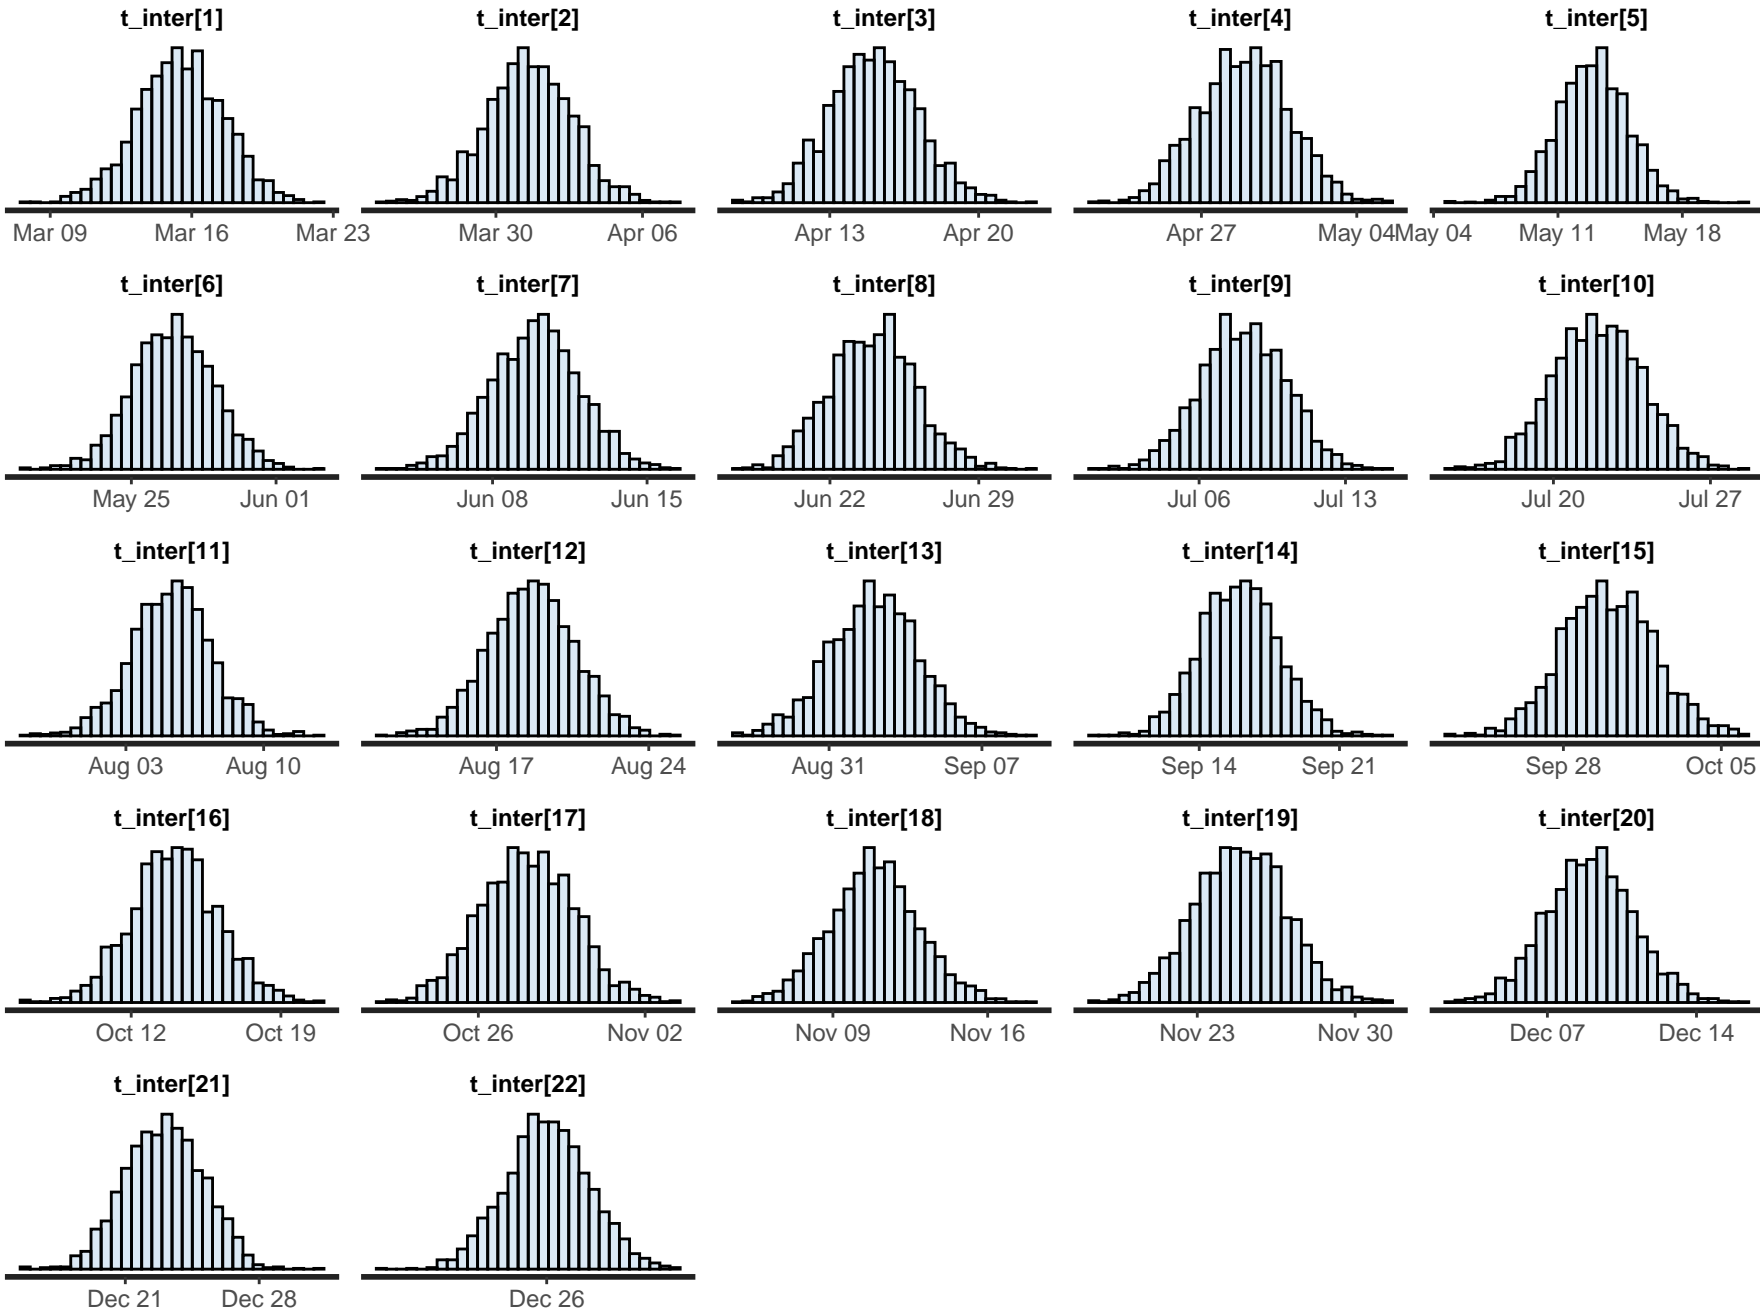 t_inter[1] t_inter[2] t_inter[3] t_inter[4] t_inter[5]
Mar 09 Mar 16 Mar 23 Mar 30 Apr 06 Apr 13 Apr 20 Apr 27 May 04 May 04 May 11 May 18
t_inter[6] t_inter[7] t_inter[8] t_inter[9] t_inter[10]
May 25 Jun 01 Jun 08 Jun 15 Jun 22 Jun 29 Jul 06 Jul 13 Jul 20 Jul 27
t_inter[11] t_inter[12] t_inter[13] t_inter[14] t_inter[15]
Aug 03 Aug 10 Aug 17 Aug 24 Aug 31 Sep 07 Sep 14 Sep 21 Sep 28 Oct 05
t_inter[16] t_inter[17] t_inter[18] t_inter[19] t_inter[20]
Oct 12 Oct 19 Oct 26 Nov 02 Nov 09 Nov 16 Nov 23 Nov 30 Dec 07 Dec 14
t_inter[21] t_inter[22]
Dec 21 Dec 28 Dec 26